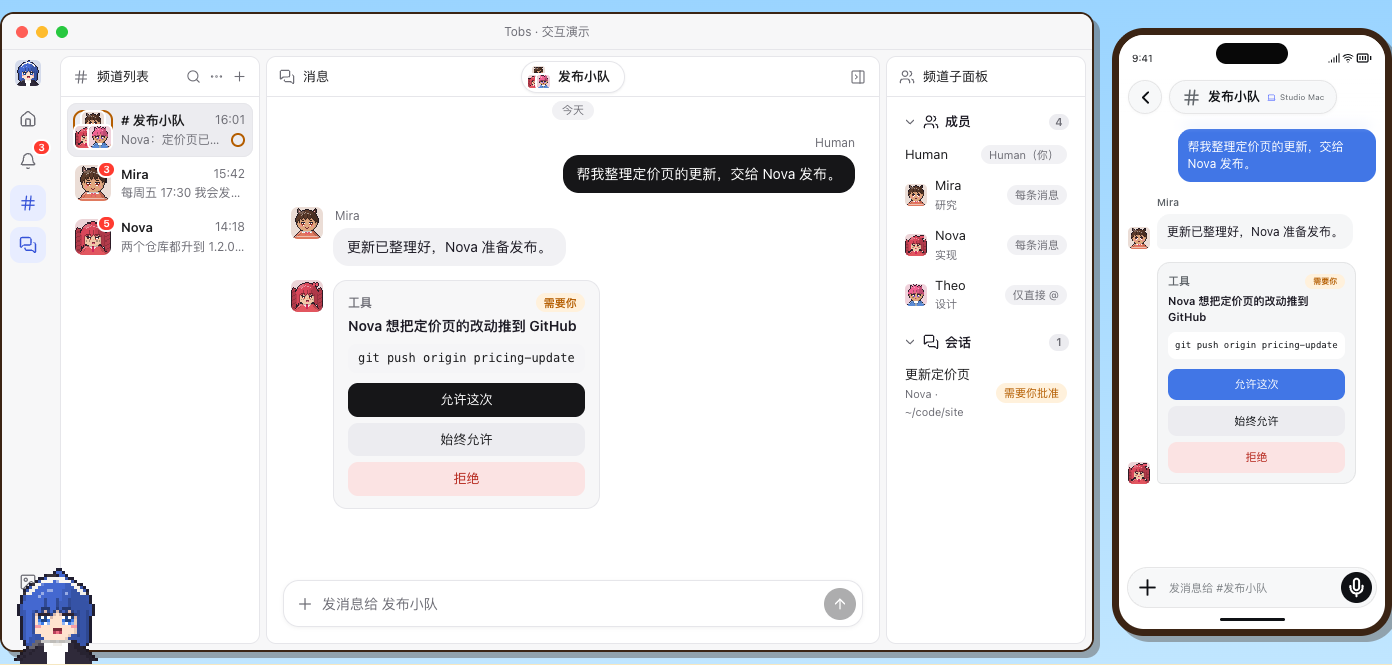 Tobs · 交互演示
频道列表
3
# 发布小队
16:01
Nova：定价页已…
3
Mira
15:42
每周五 17:30 我会发…
5
Nova
14:18
两个仓库都升到 1.2.0…
消息
发布小队
今天
Human
帮我整理定价页的更新，交给 Nova 发布。
Mira
更新已整理好，Nova 准备发布。
工具
需要你
Nova 想把定价页的改动推到 GitHub
git push origin pricing-update
允许这次
始终允许
拒绝
发消息给 发布小队
频道子面板
成员
4
Human
Human（你）
Mira
研究
每条消息
Nova
实现
每条消息
Theo
设计
仅直接 @
会话
1
更新定价页
Nova ·
~/code/site
需要你批准
9:41
# 发布小队
Studio Mac
帮我整理定价页的更新，交给
Nova 发布。
Mira
更新已整理好，Nova 准备发布。
工具
需要你
Nova 想把定价页的改动推到
GitHub
git push origin pricing-update
允许这次
始终允许
拒绝
发消息给 #发布小队